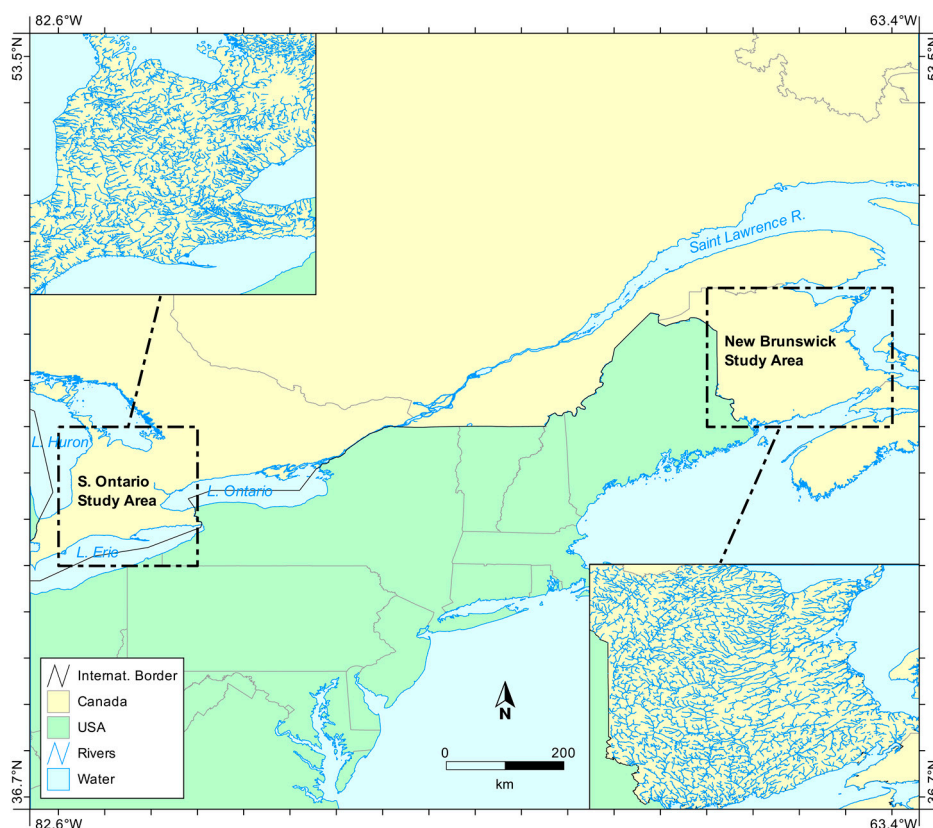 82.6°W
63.4°W
53.5°N
53.5°N
Saint Lawrence R.
New Brunswick
Study Area
L. Huron
S. Ontario
Study Area
L. Ontario
L. Erie
Internat. Border
Canada
USA
Rivers
Water
N
0
200
km
36.7°N
36.7°N
82.6°W
63.4°W